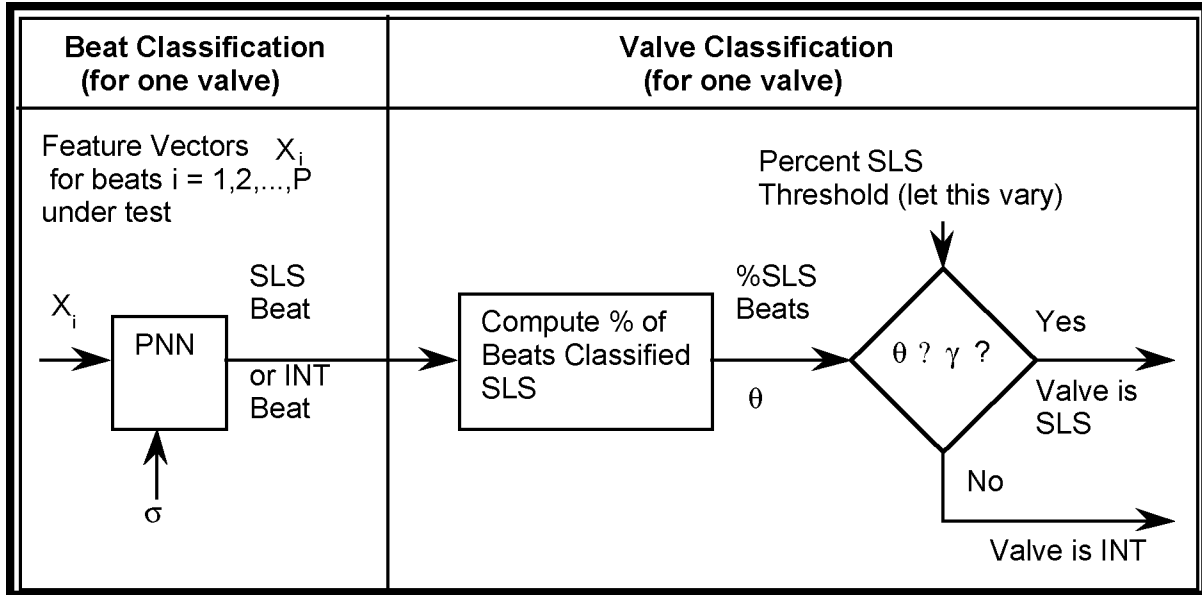 Beat Classification
(for one valve)
Valve Classification
(for one valve)
Feature Vectors Xi
for beats i = 1,2,...,P
under test
Xi
PNN
σ
SLS
Beat
or INT
Beat
Compute % of
Beats Classified
SLS
%SLS
Beats
θ
Percent SLS
Threshold (let this vary)
θ ? γ ?
Yes
Valve is
SLS
No
Valve is INT